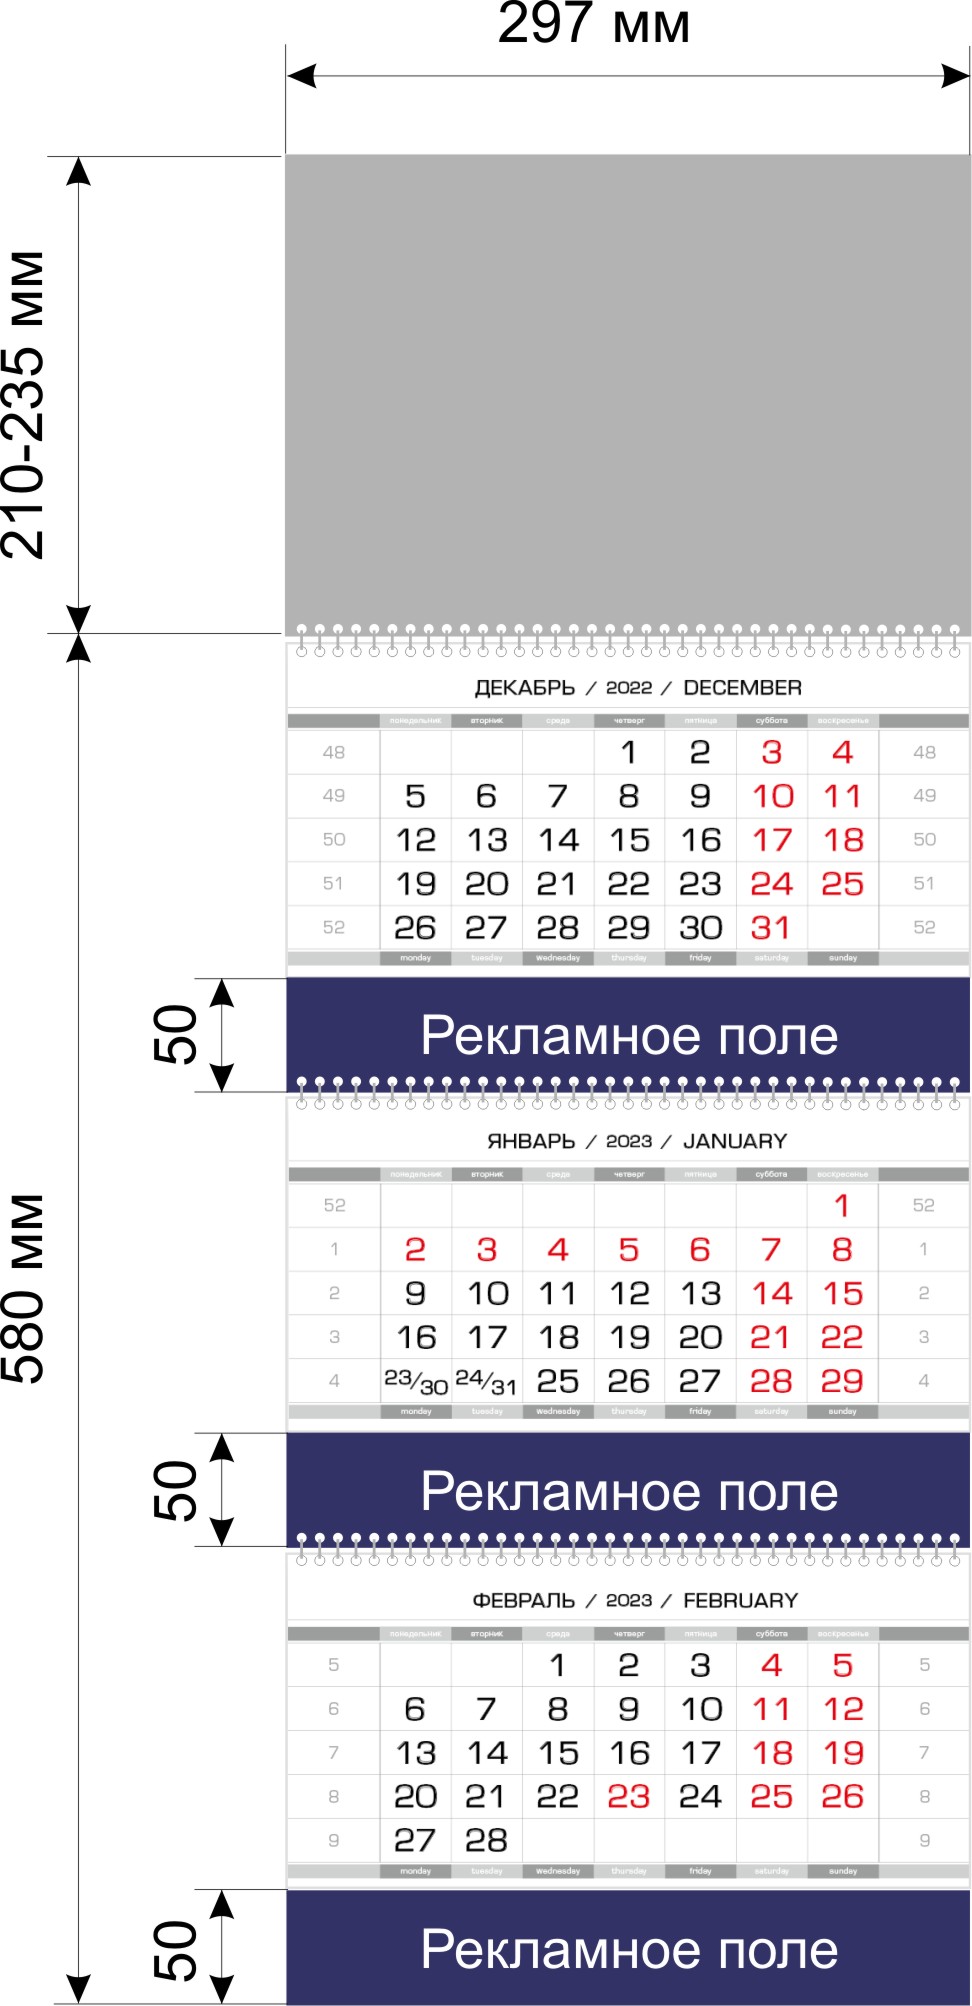 297 мм
210-235 мм
ДЕКАБРЬ / 2022 / DECEMBER
понедельник вторник среда четверг пятница суббота воскресенье
48 1 2 3 4 48
49 5 6 7 8 9 10 11 49
50 12 13 14 15 16 17 18 50
51 19 20 21 22 23 24 25 51
52 26 27 28 29 30 31 52
monday tuesday wednesday thursday friday saturday sunday
50
Рекламное поле
580 мм
ЯНВАРЬ / 2023 / JANUARY
понедельник вторник среда четверг пятница суббота воскресенье
52 1 52
1 2 3 4 5 6 7 8 1
2 9 10 11 12 13 14 15 2
3 16 17 18 19 20 21 22 3
4 23/30 24/31 25 26 27 28 29 4
monday tuesday wednesday thursday friday saturday sunday
50
Рекламное поле
ФЕВРАЛЬ / 2023 / FEBRUARY
понедельник вторник среда четверг пятница суббота воскресенье
5 1 2 3 4 5 5
6 6 7 8 9 10 11 12 6
7 13 14 15 16 17 18 19 7
8 20 21 22 23 24 25 26 8
9 27 28 9
monday tuesday wednesday thursday friday saturday sunday
50
Рекламное поле